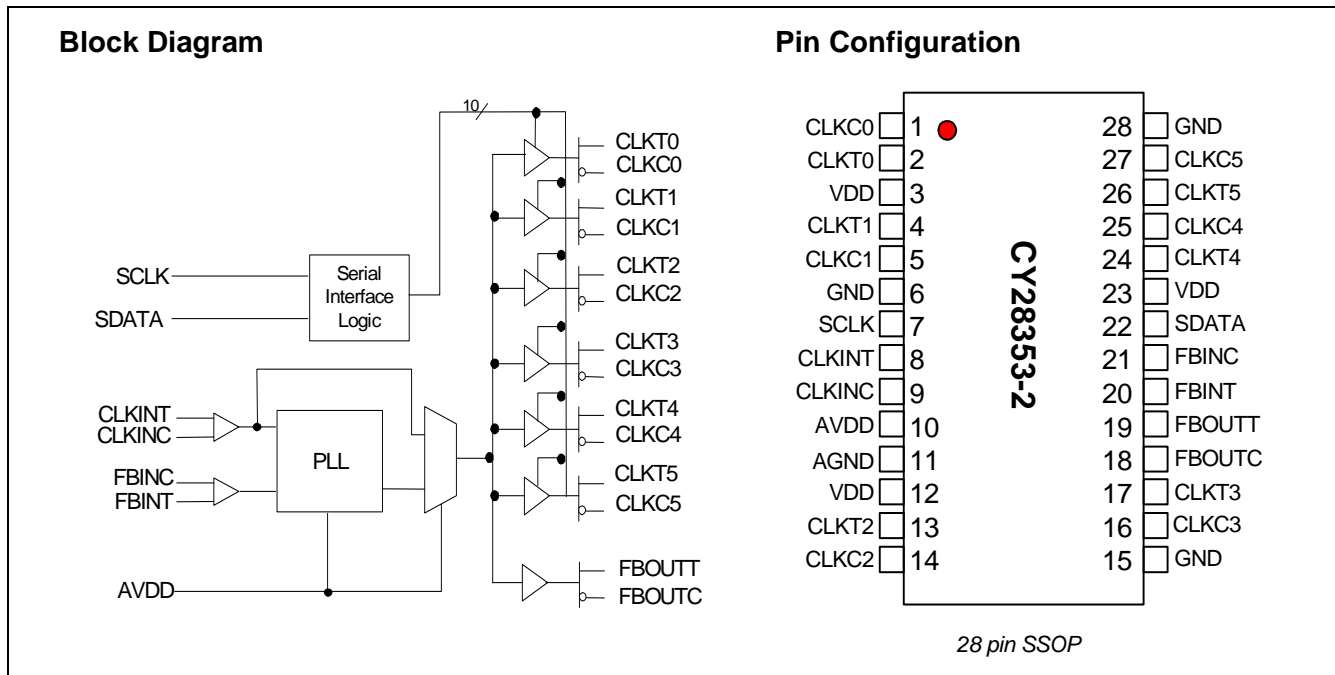 Block Diagram
10
CLKT0
CLKC0
CLKT1
CLKC1
CLKT2
CLKC2
CLKT3
CLKC3
CLKT4
CLKC4
CLKT5
CLKC5
FBOUTT
FBOUTC
SCLK
SDATA
Serial
Interface
Logic
CLKINT
CLKINC
FBINC
FBINT
PLL
AVDD
Pin Configuration
CLKC0 1 28 GND
CLKT0 2 27 CLKC5
VDD 3 26 CLKT5
CLKT1 4 25 CLKC4
CLKC1 5 24 CLKT4
GND 6 23 VDD
SCLK 7 22 SDATA
CLKINT 8 21 FBINC
CLKINC 9 20 FBINT
AVDD 10 19 FBOUTT
AGND 11 18 FBOUTC
VDD 12 17 CLKT3
CLKT2 13 16 CLKC3
CLKC2 14 15 GND
CY28353-2
28 pin SSOP